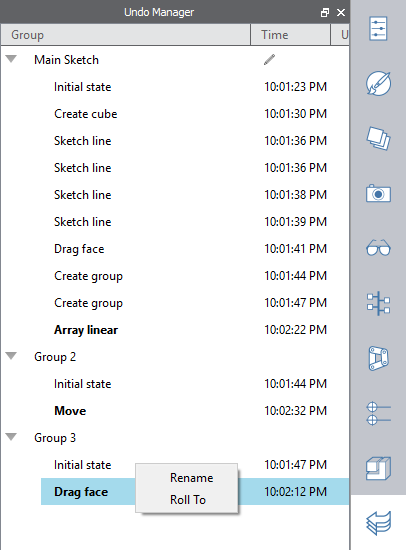 Undo Manager
Group Time U
Main Sketch
Initial state 10:01:23 PM
Create cube 10:01:30 PM
Sketch line 10:01:36 PM
Sketch line 10:01:36 PM
Sketch line 10:01:38 PM
Sketch line 10:01:39 PM
Drag face 10:01:41 PM
Create group 10:01:44 PM
Create group 10:01:47 PM
Array linear 10:02:22 PM
Group 2
Initial state 10:01:44 PM
Move 10:02:32 PM
Group 3
Initial state 10:01:47 PM
Rename
Drag face 10:02:12 PM
Roll To